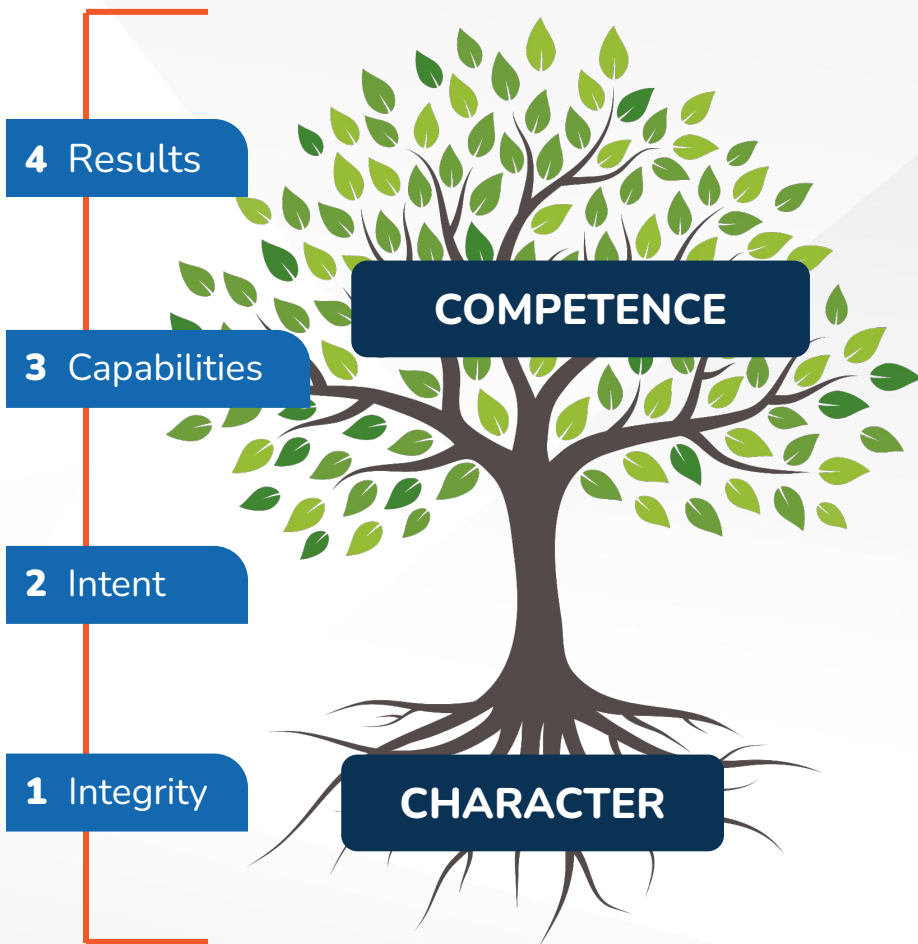 4 Results
COMPETENCE
3 Capabilities
2 Intent
1 Integrity
CHARACTER